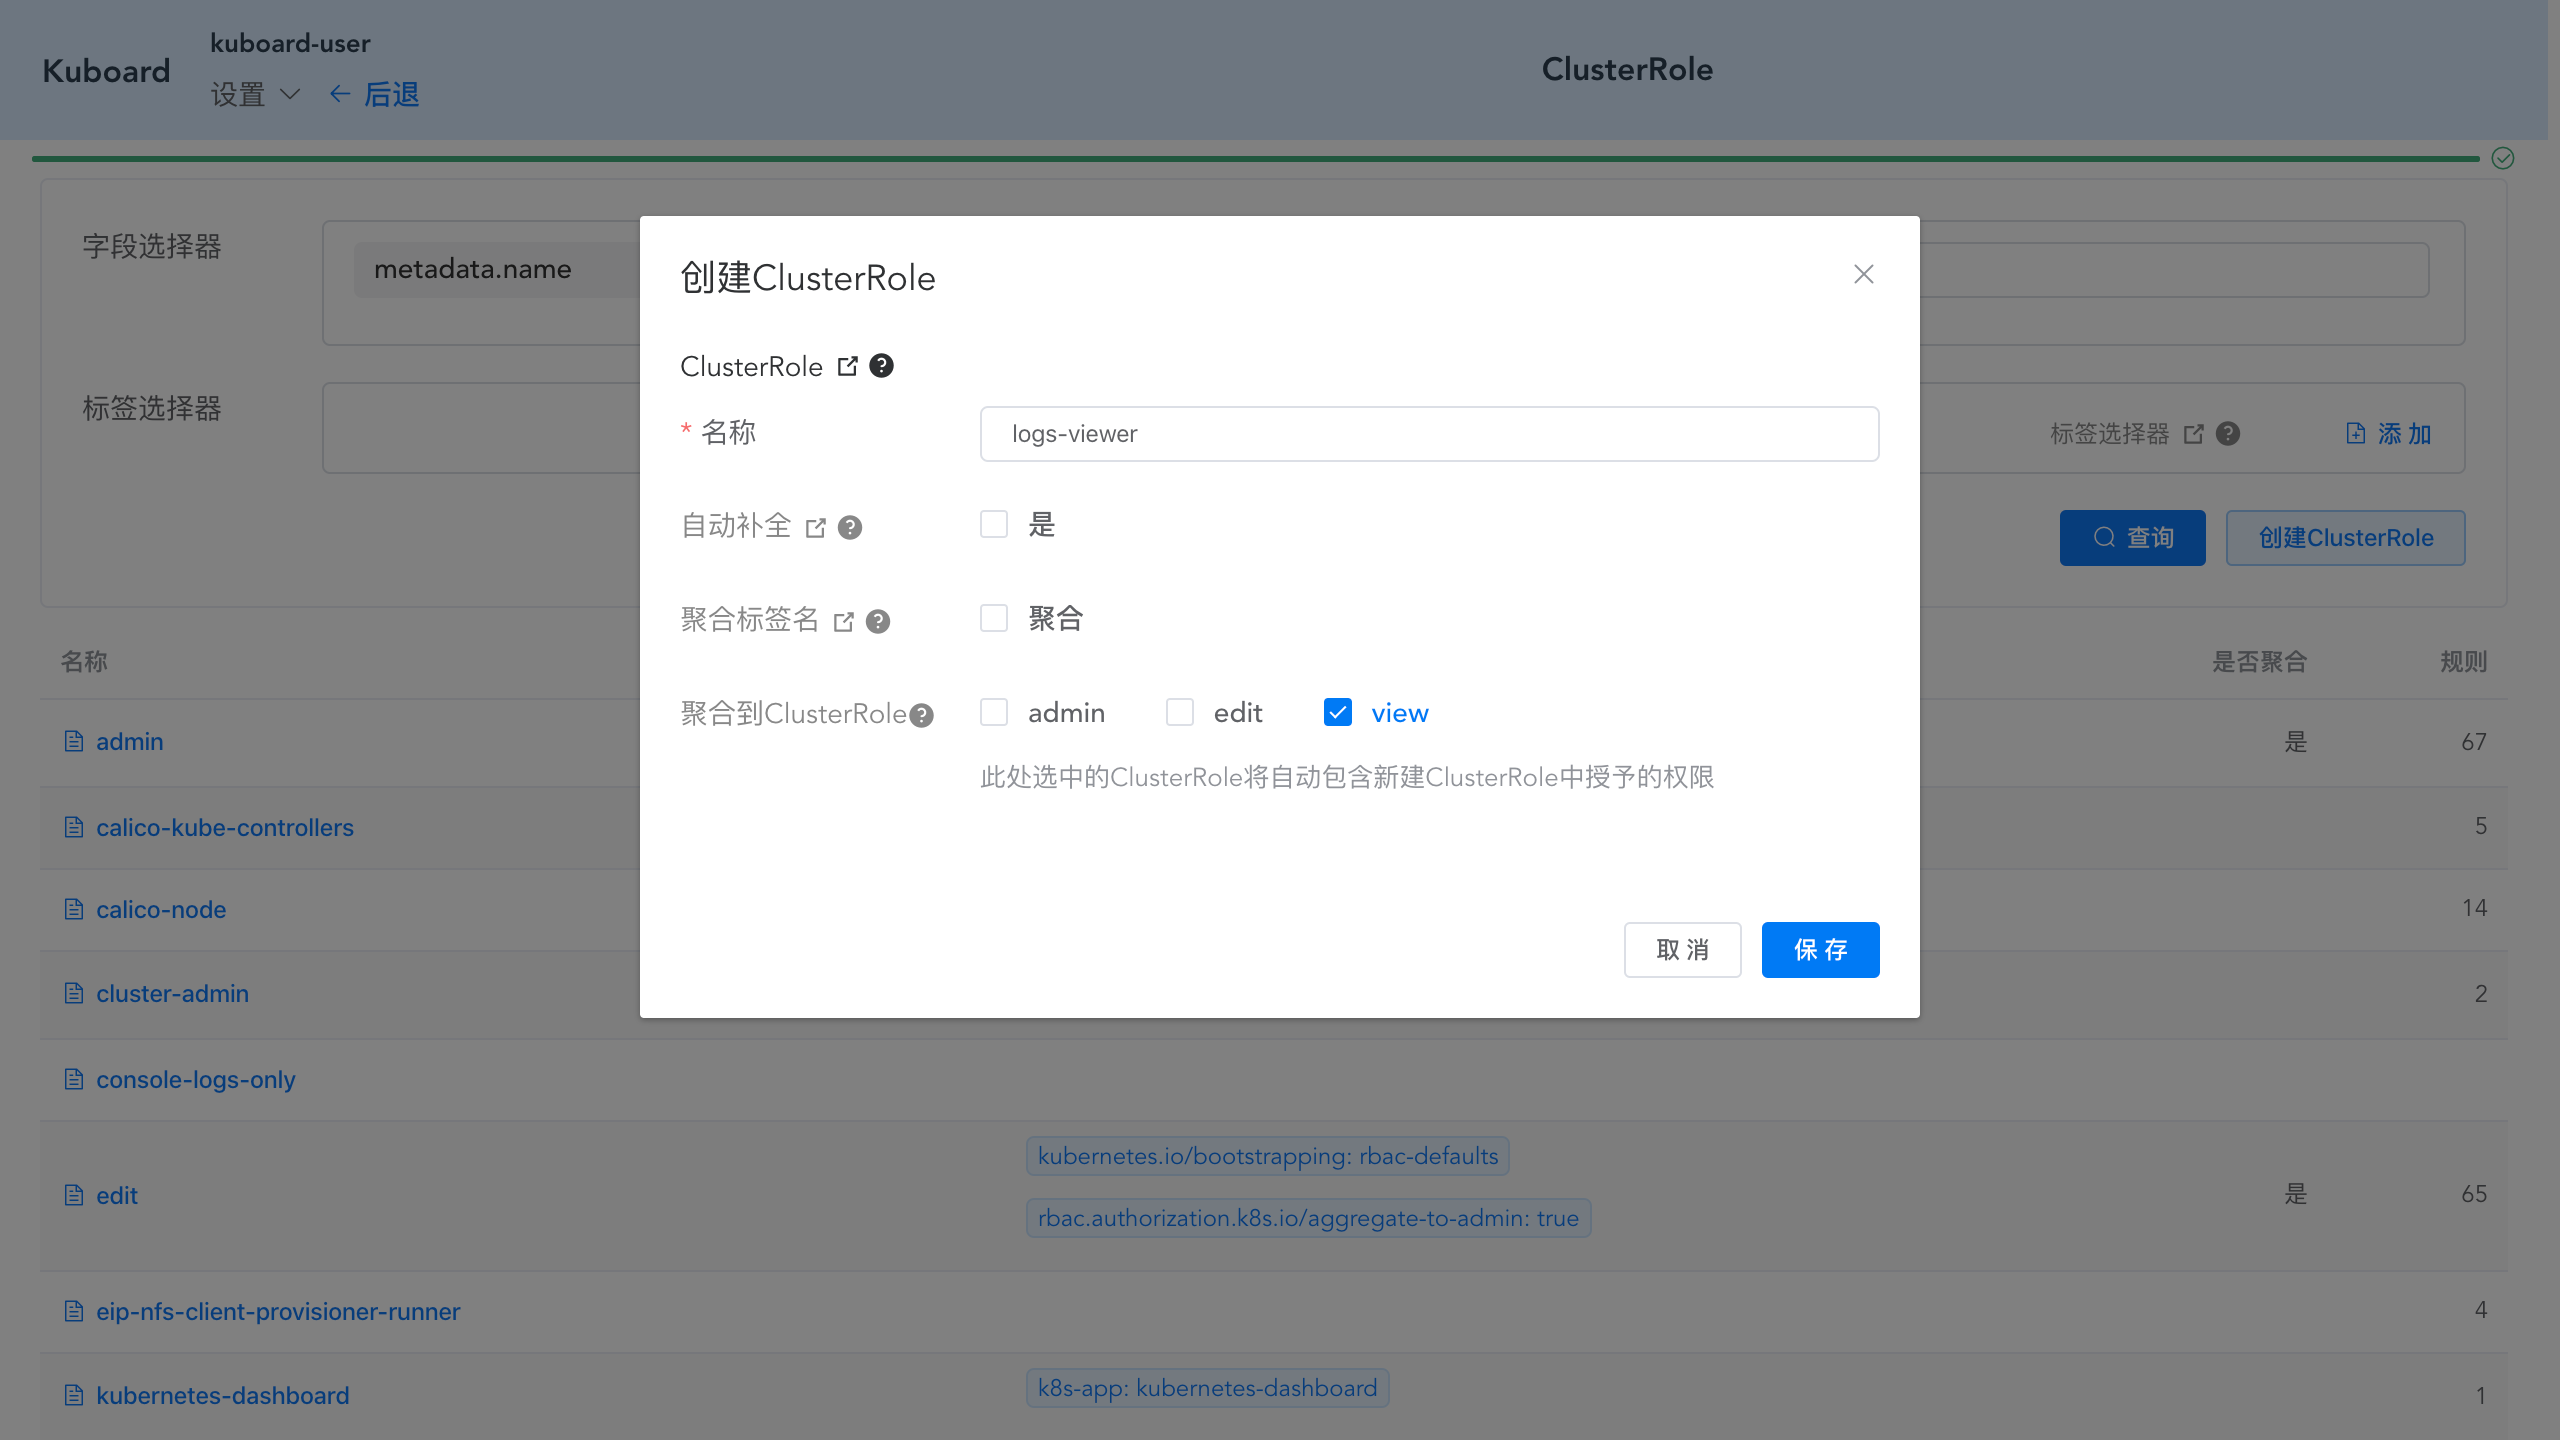 Kuboard
kuboard-user
设置
← 后退
ClusterRole
字段选择器
metadata.name
标签选择器
标签选择器
添 加
查询
创建ClusterRole
创建ClusterRole
ClusterRole
* 名称
logs-viewer
自动补全
是
聚合标签名
聚合
聚合到ClusterRole
admin
edit
view
此处选中的ClusterRole将自动包含新建ClusterRole中授予的权限
取 消
保 存
名称
是否聚合
规则
admin
是
67
calico-kube-controllers
5
calico-node
14
cluster-admin
2
console-logs-only
edit
kubernetes.io/bootstrapping: rbac-defaults
rbac.authorization.k8s.io/aggregate-to-admin: true
是
65
eip-nfs-client-provisioner-runner
4
kubernetes-dashboard
k8s-app: kubernetes-dashboard
1